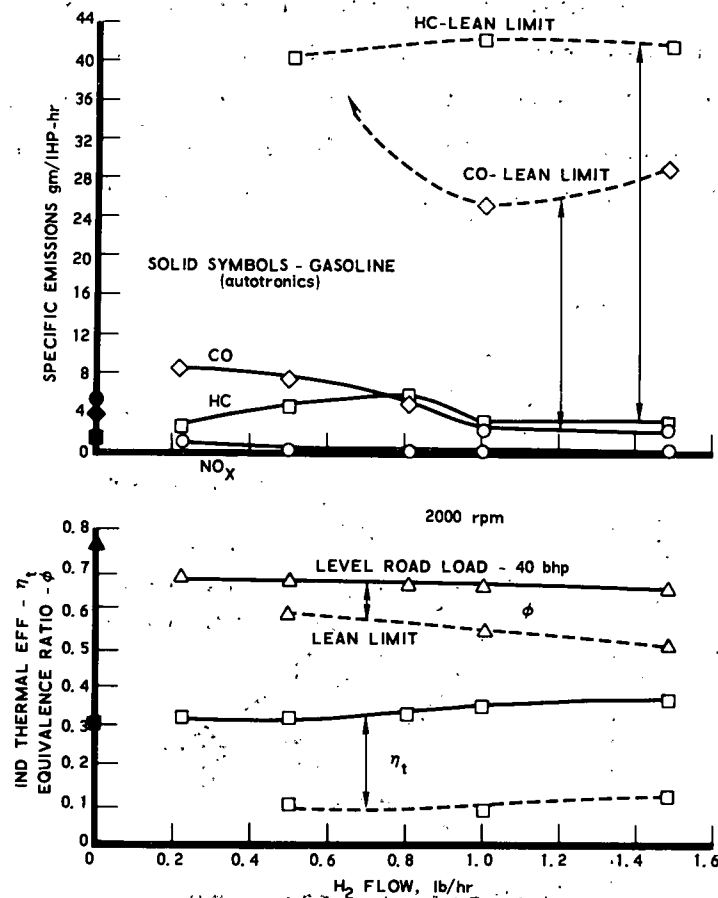 44
40
36
32
28
24
20
16
12
8
4
0
SPECIFIC EMISSIONS gm/IHP-hr
HC-LEAN LIMIT
CO-LEAN LIMIT
SOLID SYMBOLS - GASOLINE
(autotronics)
CO
HC
NOX
2000 rpm
0.8
0.7
0.6
0.5
0.4
0.3
0.2
0.1
0
IND THERMAL EFF - ηt
EQUIVALENCE RATIO - ϕ
LEVEL ROAD LOAD - 40 bhp
ϕ
LEAN LIMIT
ηt
0 0.2 0.4 0.6 0.8 1.0 1.2 1.4 1.6
H2 FLOW, lb/hr